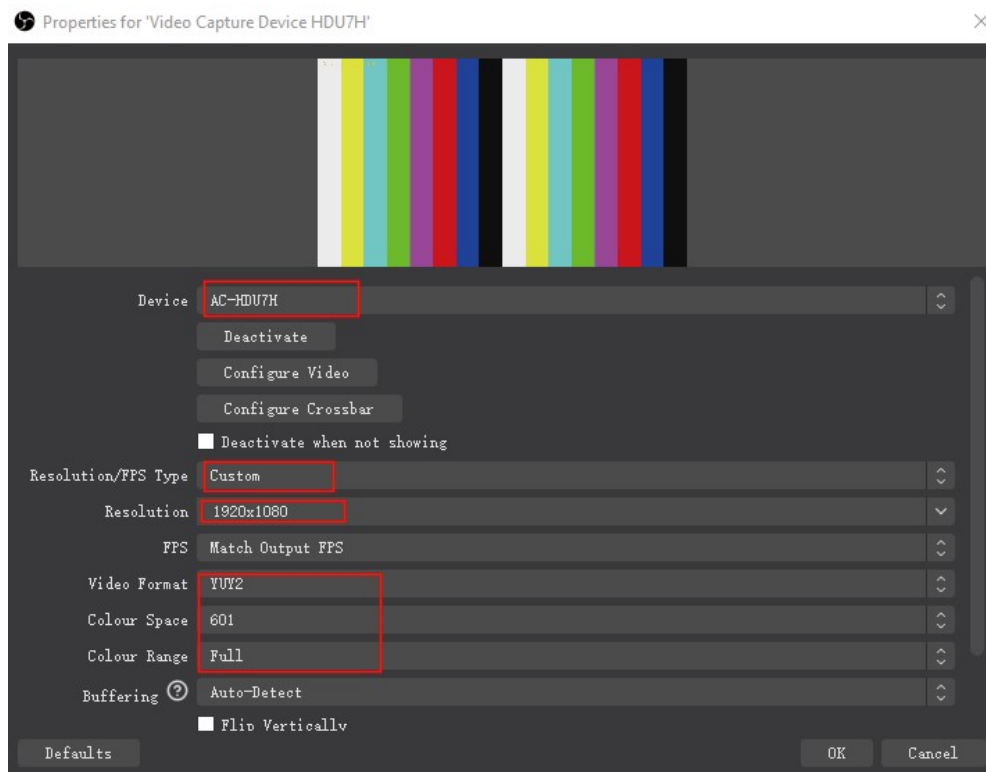 Properties for 'Video Capture Device HDU7H'
Device AC-HDU7H
Deactivate
Configure Video
Configure Crossbar
Deactivate when not showing
Resolution/FPS Type Custom
Resolution 1920x1080
FPS Match Output FPS
Video Format YUY2
Colour Space 601
Colour Range Full
Buffering ? Auto-Detect
Flip Vertically
Defaults OK Cancel